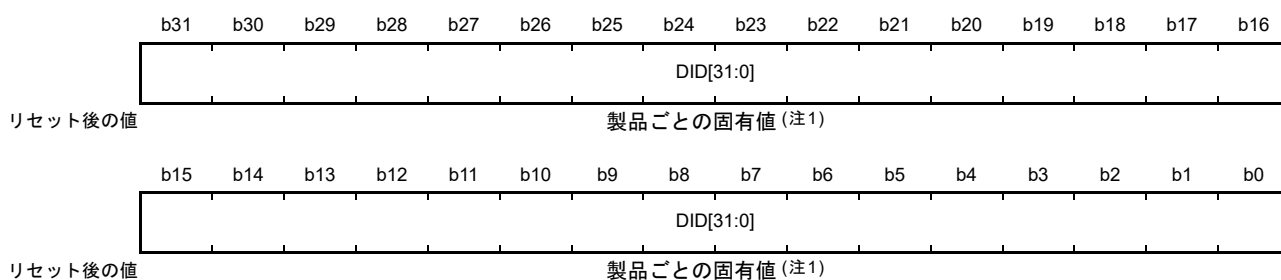 b31 b30 b29 b28 b27 b26 b25 b24 b23 b22 b21 b20 b19 b18 b17 b16
DID[31:0]
リセット後の値 製品ごとの固有値 (注1)
b15 b14 b13 b12 b11 b10 b9 b8 b7 b6 b5 b4 b3 b2 b1 b0
DID[31:0]
リセット後の値 製品ごとの固有値 (注1)